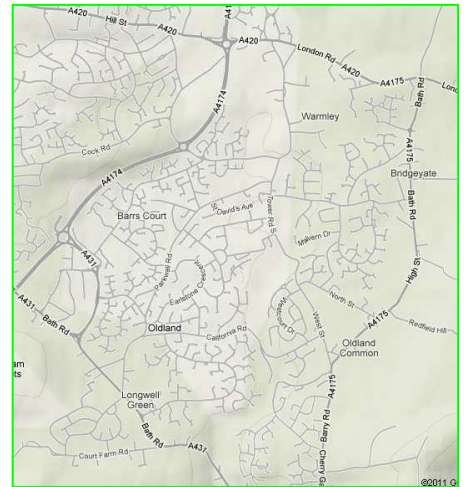 A41
A420
Hill St
A420
A420
London Rd
A420
A4175
Bath Rd
A4174
Warmley
A4175
Cock Rd
Bridgeyate
A4174
Bath Rd
Barrs Court
St
David's Ave
Tower Rd S
Malvern Dr
A431
Parkwall Rd
Earlstone Cres
High St
A431
North St
A4175
Redfield Hill
Bath Rd
Oldland
California Rd
West St
Oldland
Common
am
ts
A4175
Longwell
Green
Bath Rd
Barry Rd
A431
Court Farm Rd
Cherry G
©2011 G